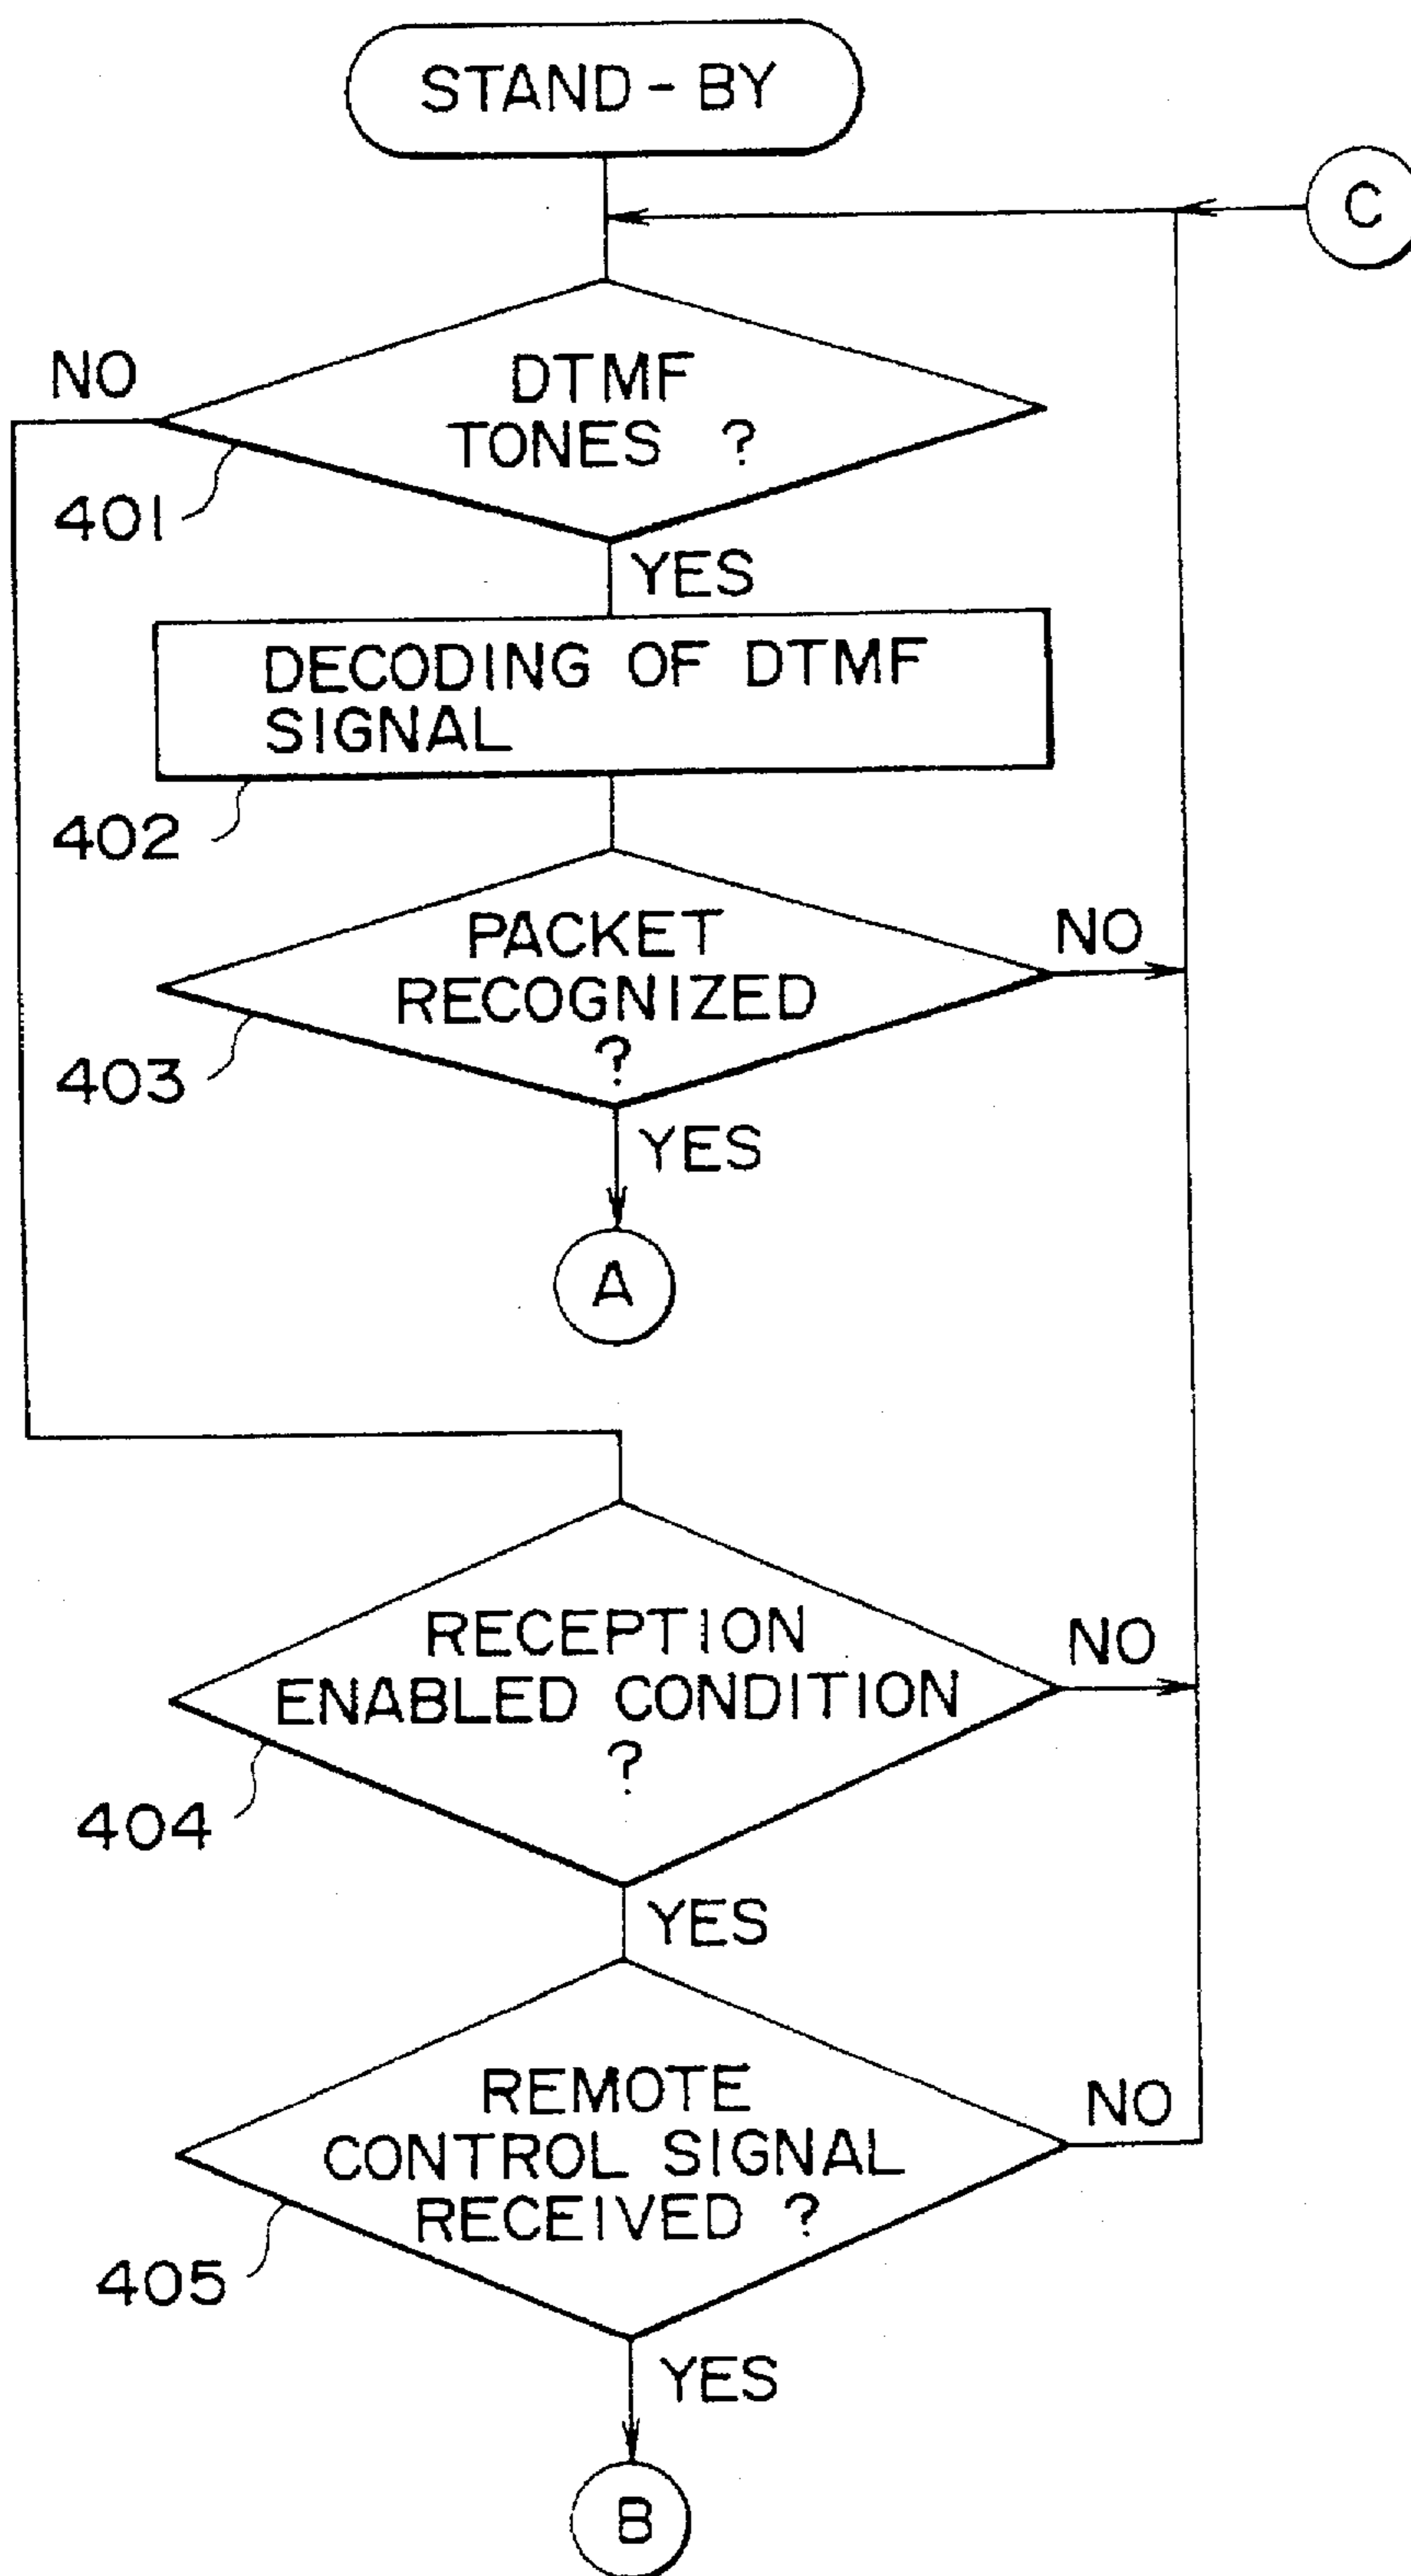 STAND-BY
C
NO
DTMF
TONES ?
401
YES
DECODING OF DTMF
SIGNAL
402
PACKET
RECOGNIZED
?
NO
403
YES
A
RECEPTION
ENABLED CONDITION
?
NO
404
YES
REMOTE
CONTROL SIGNAL
RECEIVED ?
NO
405
YES
B